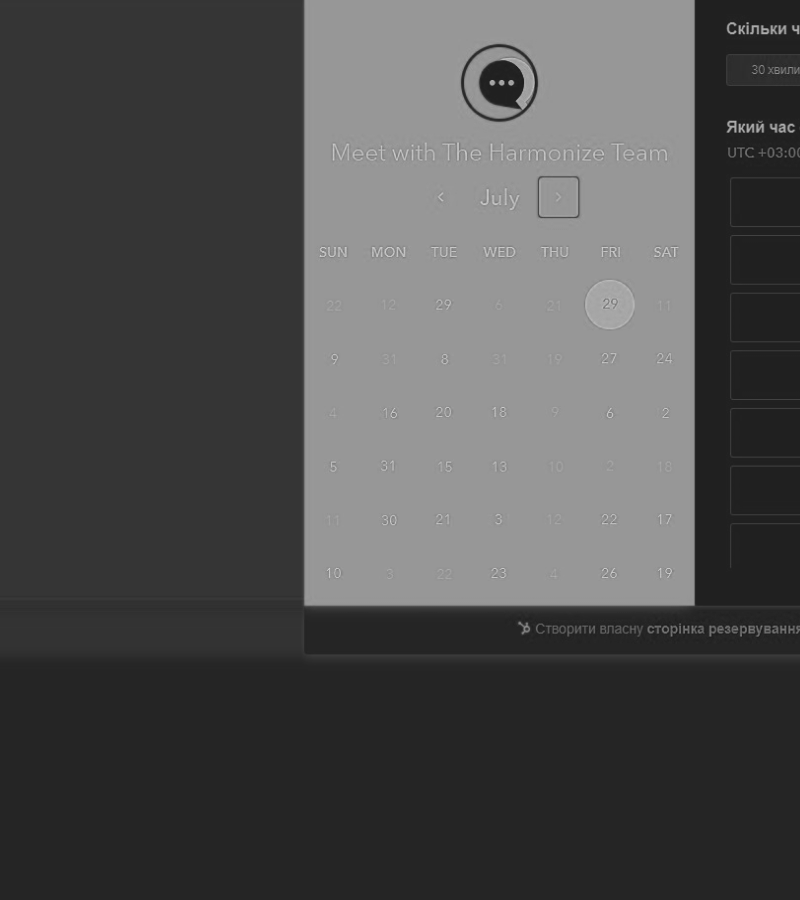 Meet with The Harmonize Team
July
SUN MON TUE WED THU FRI SAT
22 12 29 6 21 29 11
9 31 8 31 19 27 24
4 16 20 18 9 6 2
5 31 15 13 10 2 18
11 30 21 3 12 22 17
10 3 22 23 4 26 19
Скільки ч
30 хвили
Який час
UTC +03:00
Створити власну сторінка резервування